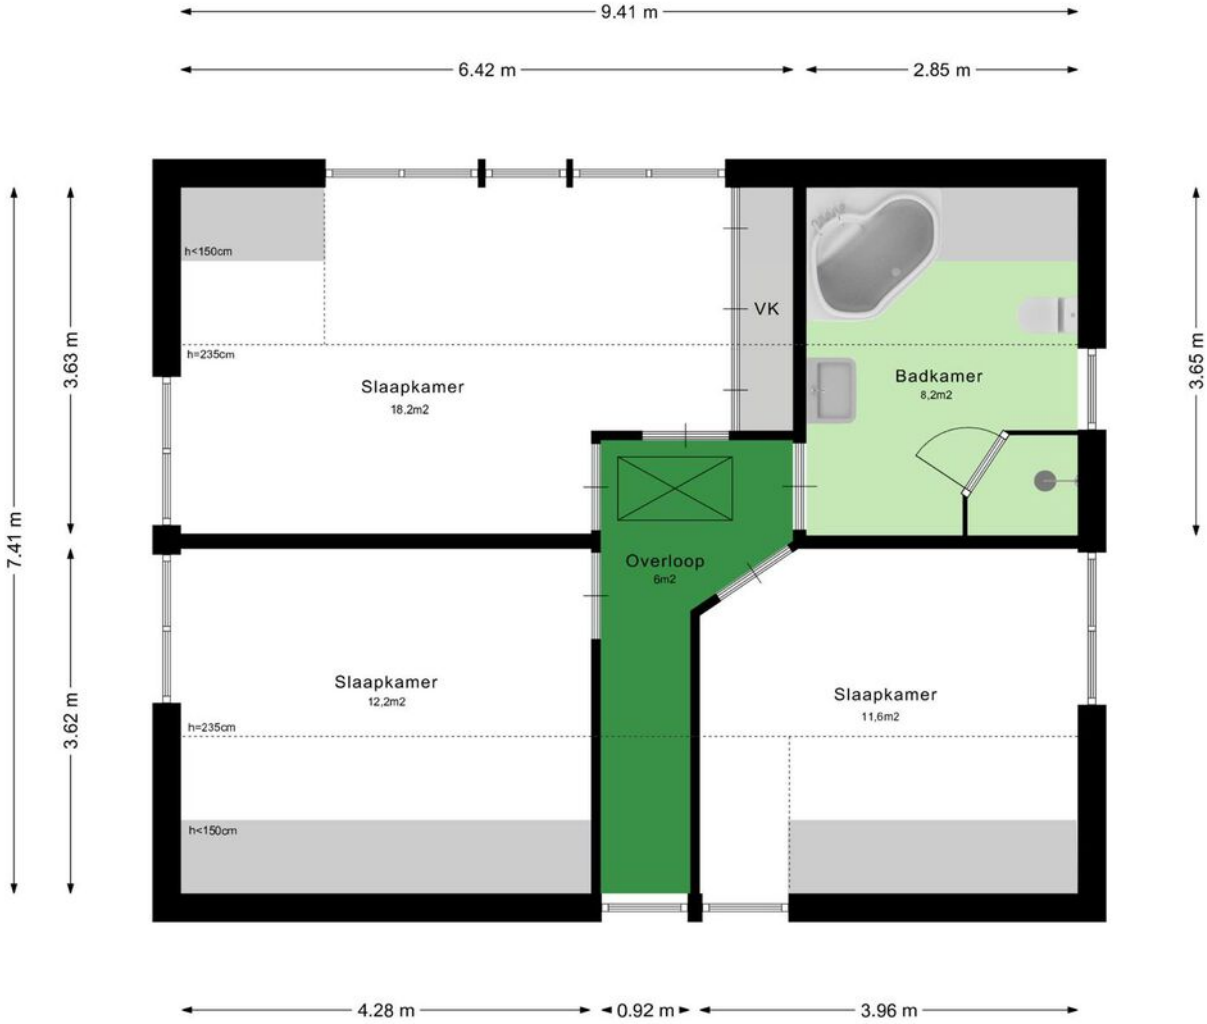 9.41 m
6.42 m
2.85 m
h<150cm
VK
h=235cm
3.63 m
3.65 m
Slaapkamer
18.2m2
Badkamer
8,2m2
7.41 m
Overloop
6m2
Slaapkamer
12,2m2
Slaapkamer
11,6m2
3.62 m
h=235cm
h<150cm
4.28 m
0.92 m
3.96 m